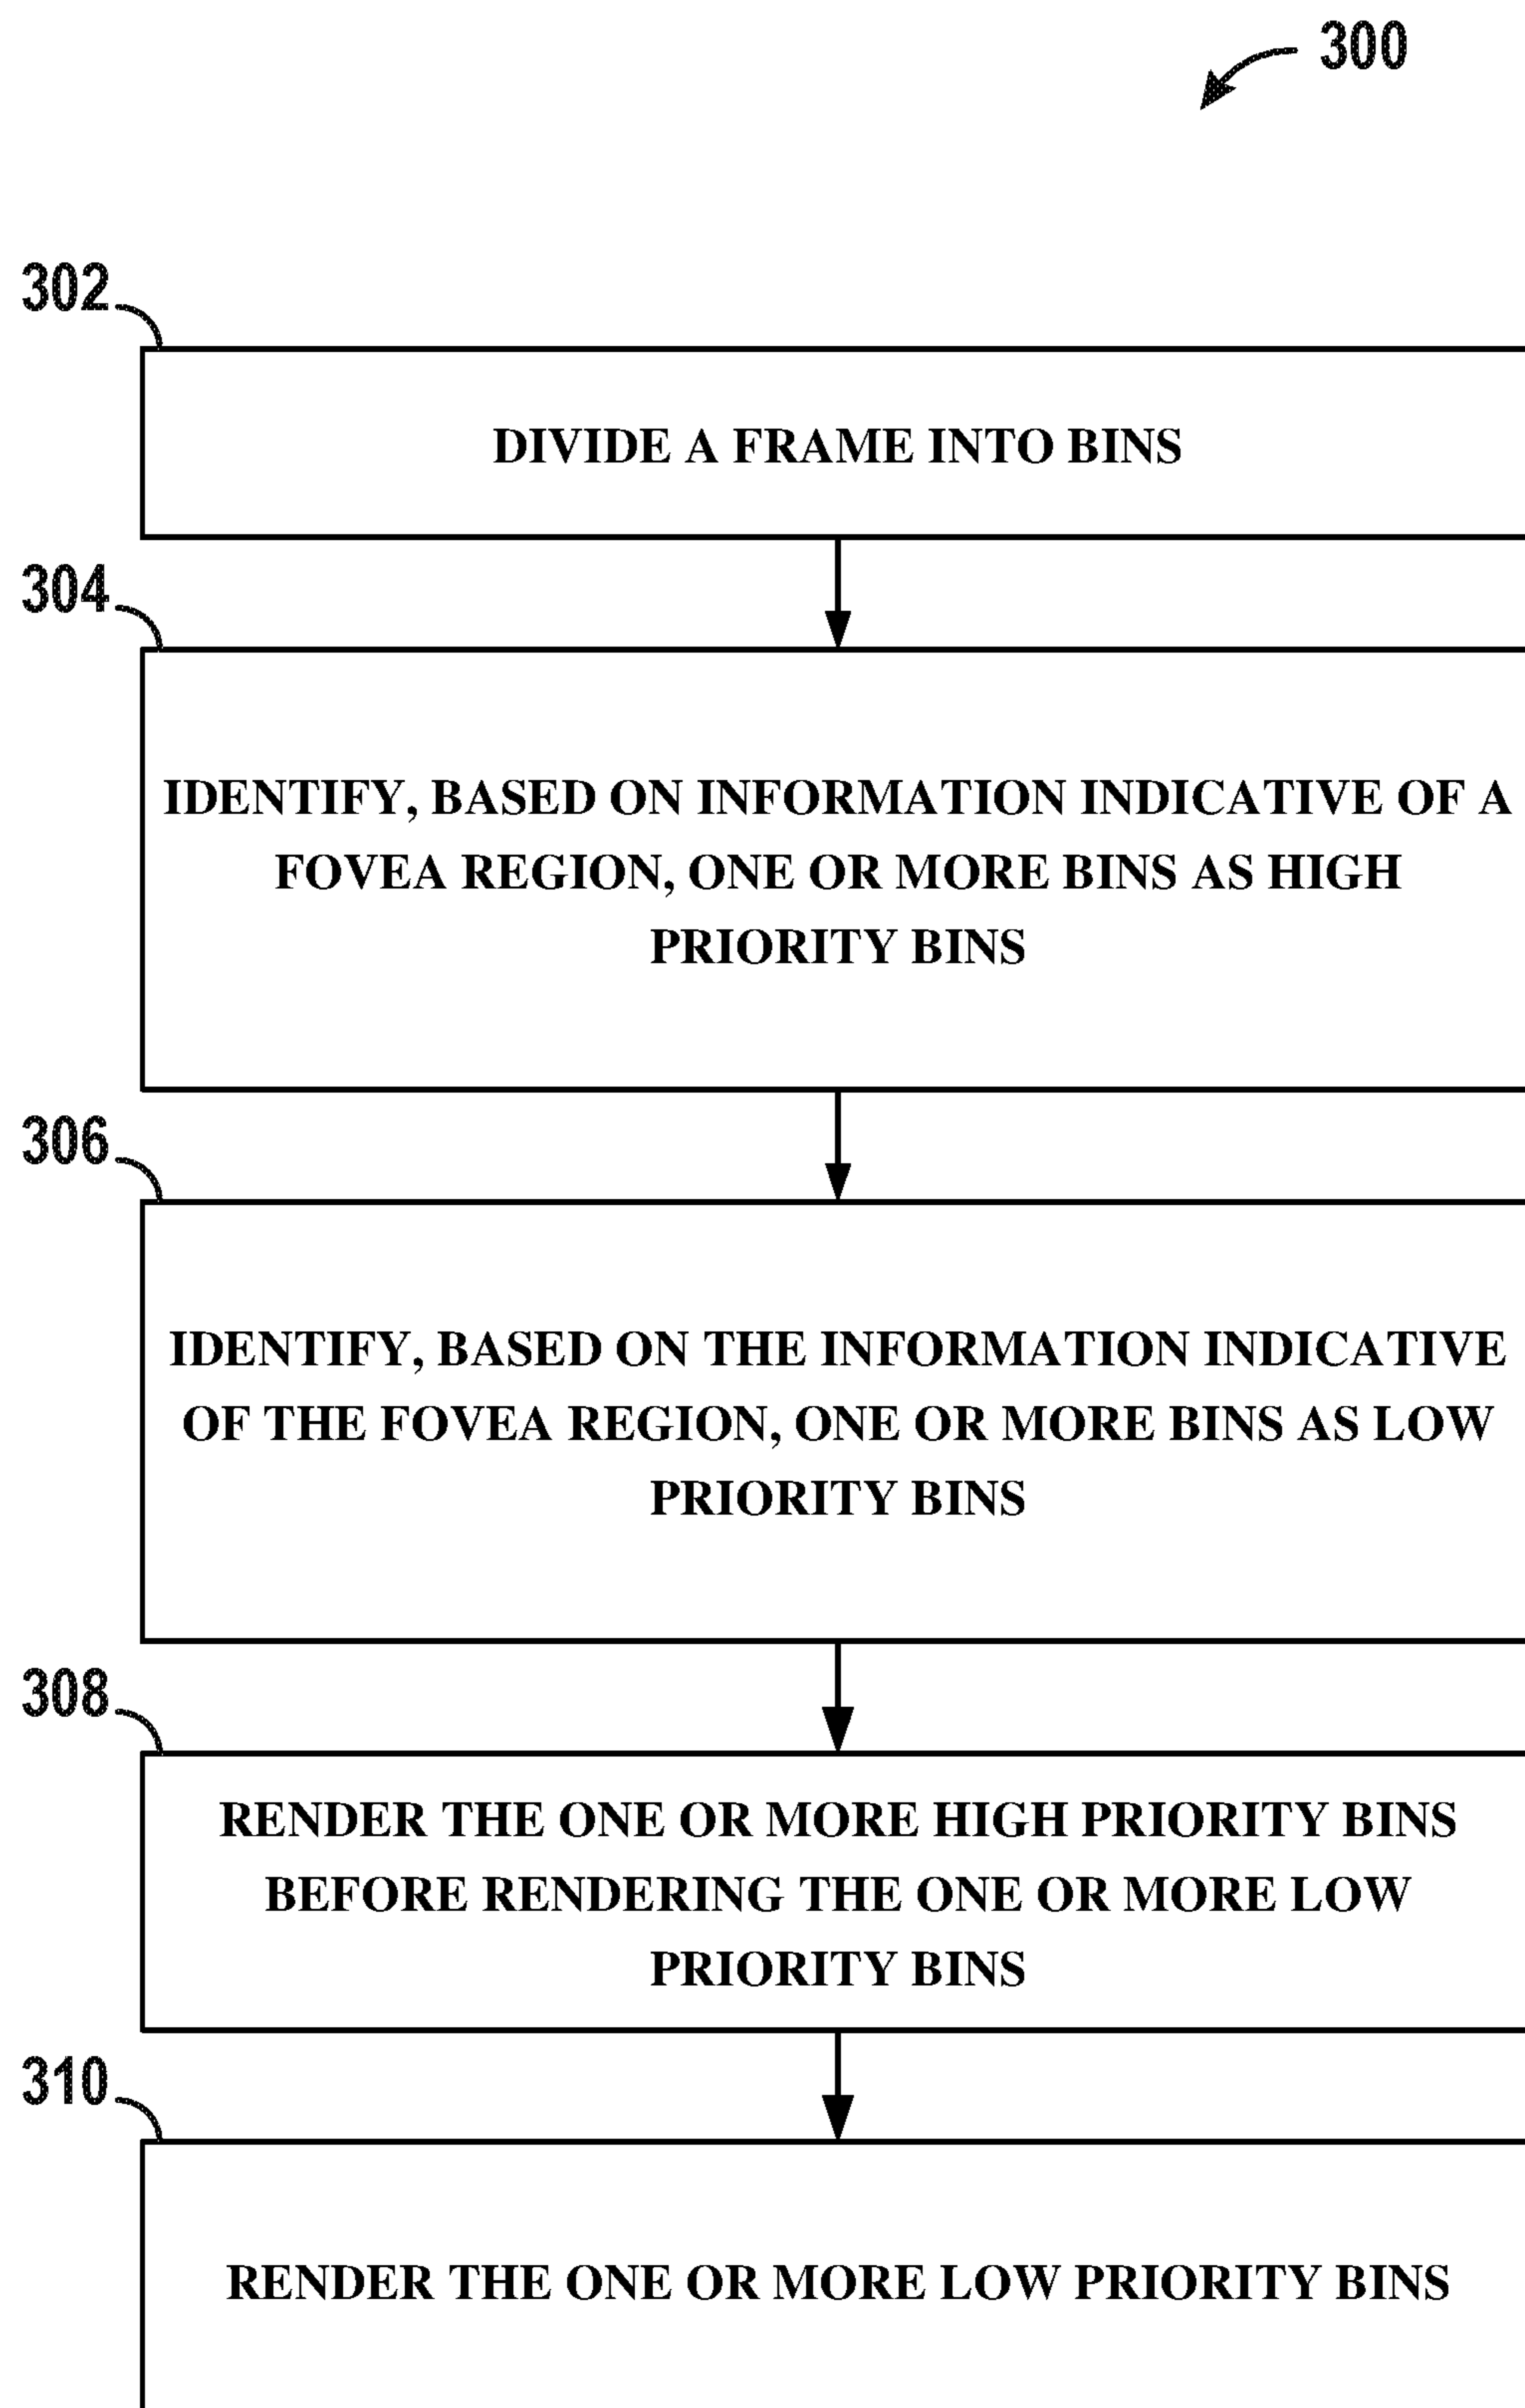 300
302
DIVIDE A FRAME INTO BINS
304
IDENTIFY, BASED ON INFORMATION INDICATIVE OF A
FOVEA REGION, ONE OR MORE BINS AS HIGH
PRIORITY BINS
306
IDENTIFY, BASED ON THE INFORMATION INDICATIVE
OF THE FOVEA REGION, ONE OR MORE BINS AS LOW
PRIORITY BINS
308
RENDER THE ONE OR MORE HIGH PRIORITY BINS
BEFORE RENDERING THE ONE OR MORE LOW
PRIORITY BINS
310
RENDER THE ONE OR MORE LOW PRIORITY BINS